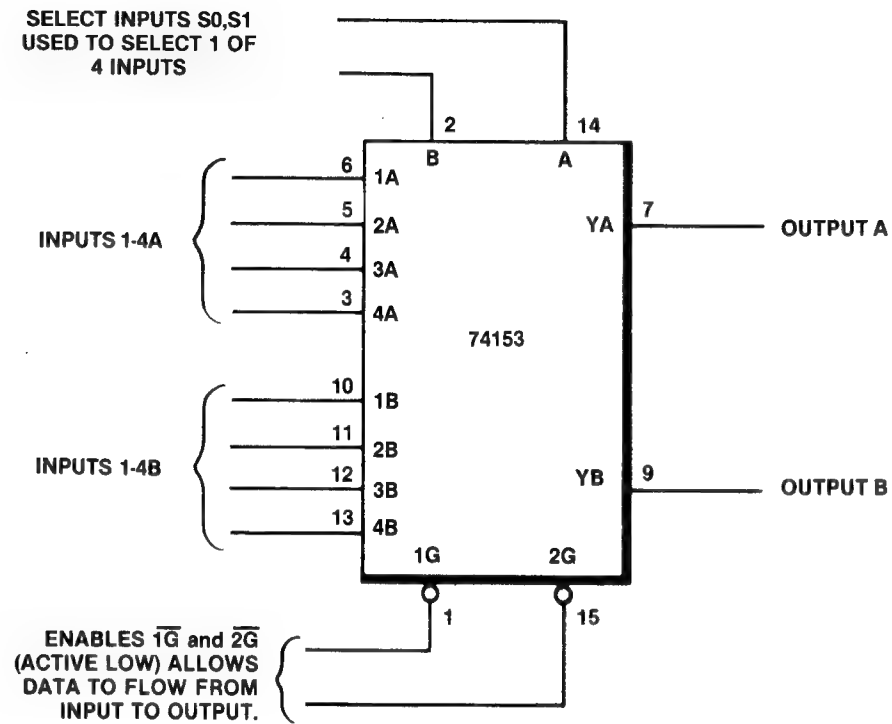 SELECT INPUTS S0,S1
USED TO SELECT 1 OF
4 INPUTS
2
14
B
A
6
1A
5
2A
INPUTS 1-4A
4
3A
3
4A
YA
7
OUTPUT A
74153
10
1B
11
2B
INPUTS 1-4B
12
3B
13
4B
YB
9
OUTPUT B
1G
2G
1
15
ENABLES 1G̅ and 2G̅
(ACTIVE LOW) ALLOWS
DATA TO FLOW FROM
INPUT TO OUTPUT.